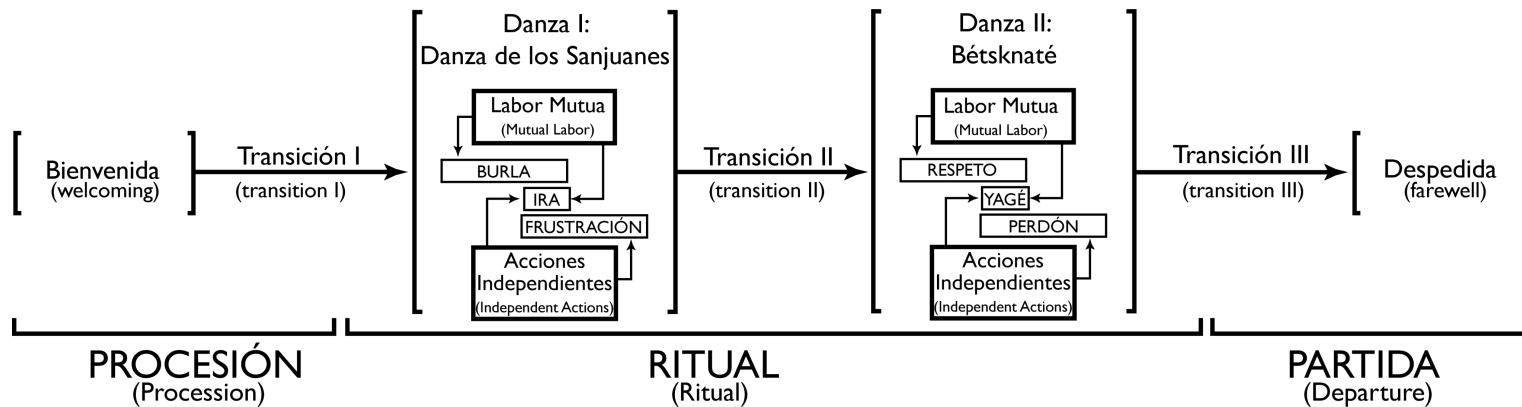 Bienvenida
(welcoming)
Transición I
(transition I)
Danza I:
Danza de los Sanjuanes
Labor Mutua
(Mutual Labor)
BURLA
IRA
FRUSTRACIÓN
Acciones
Independientes
(Independent Actions)
Transición II
(transition II)
Danza II:
Bétsknaté
Labor Mutua
(Mutual Labor)
RESPETO
YAGÉ
PERDÓN
Acciones
Independientes
(Independent Actions)
Transición III
(transition III)
Despedida
(farewell)
PROCESIÓN
(Procession)
RITUAL
(Ritual)
PARTIDA
(Departure)